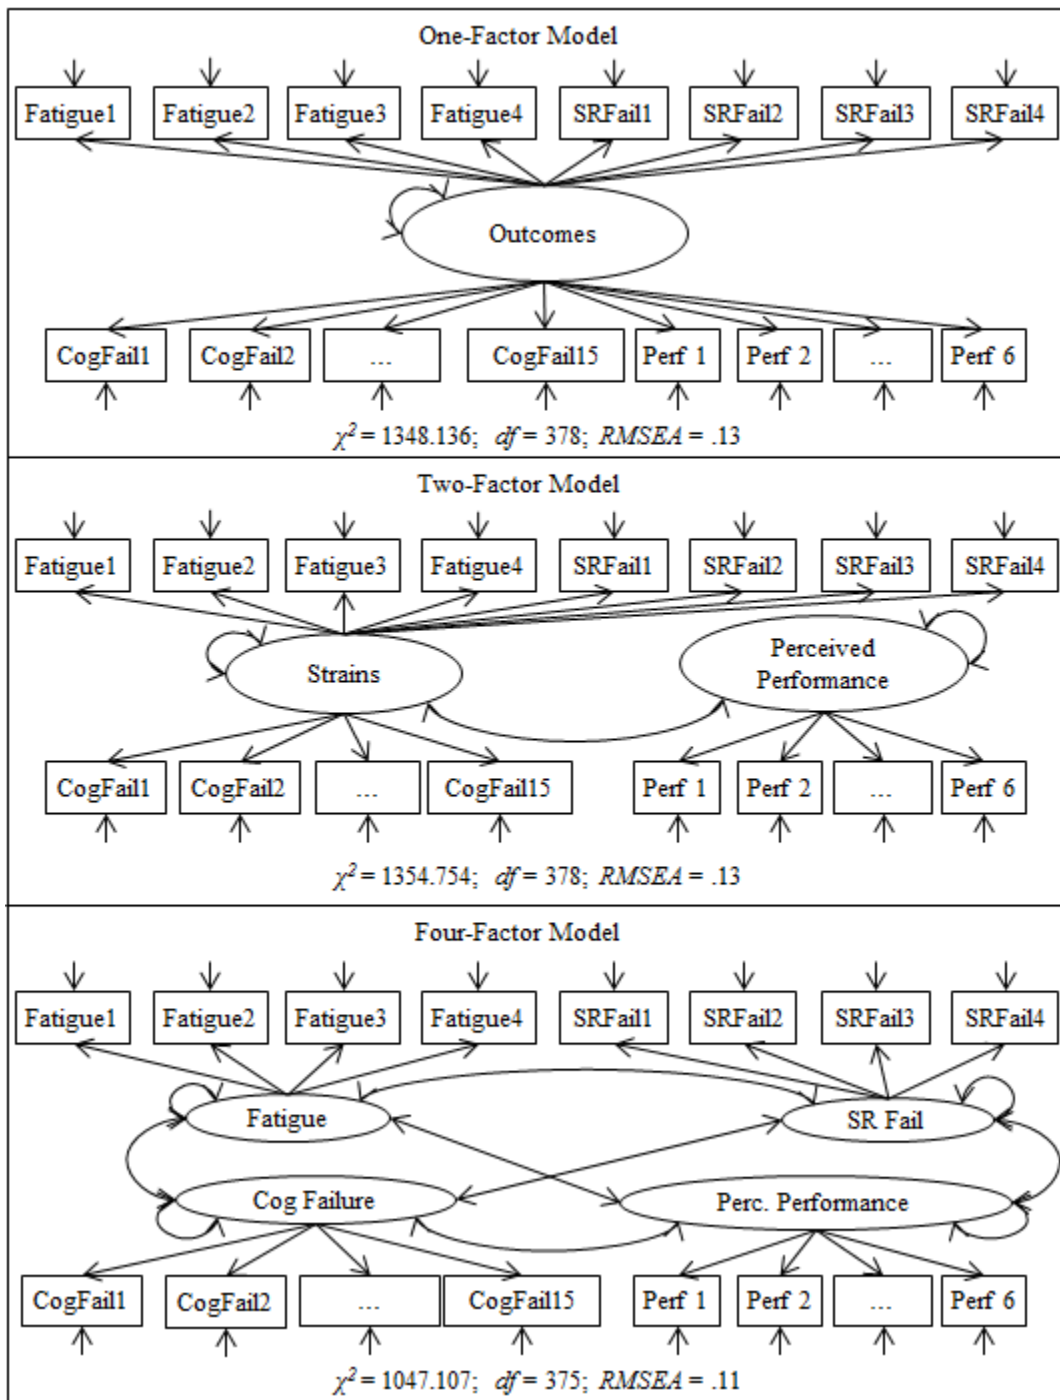 One-Factor Model
Fatigue1 Fatigue2 Fatigue3 Fatigue4 SRFail1 SRFail2 SRFail3 SRFail4
Outcomes
CogFail1 CogFail2 ... CogFail15 Perf 1 Perf 2 ... Perf 6
χ² = 1348.136; df = 378; RMSEA = .13
Two-Factor Model
Fatigue1 Fatigue2 Fatigue3 Fatigue4 SRFail1 SRFail2 SRFail3 SRFail4
Strains
Perceived
Performance
CogFail1 CogFail2 ... CogFail15 Perf 1 Perf 2 ... Perf 6
χ² = 1354.754; df = 378; RMSEA = .13
Four-Factor Model
Fatigue1 Fatigue2 Fatigue3 Fatigue4 SRFail1 SRFail2 SRFail3 SRFail4
Fatigue SR Fail
Cog Failure Perc. Performance
CogFail1 CogFail2 ... CogFail15 Perf 1 Perf 2 ... Perf 6
χ² = 1047.107; df = 375; RMSEA = .11